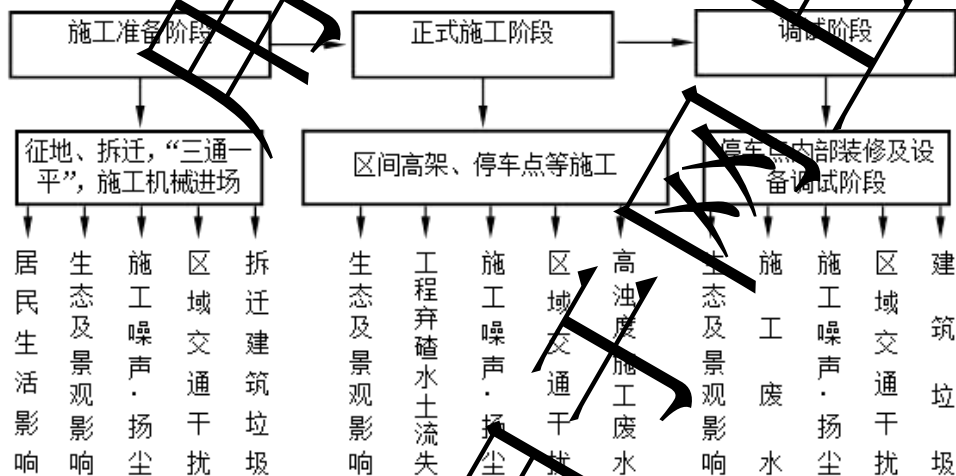 施工准备阶段
正式施工阶段
调试阶段
征地、拆迁，“三通一
平”，施工机械进场
区间高架、停车点等施工
停车点内部装修及设
备调试阶段
居民生活影响
生态及景观影响
施工噪声·扬尘
区域交通干扰
拆迁建筑垃圾
生态及景观影响
工程弃碴水土流失
施工噪声·扬尘
区域交通干扰
高浊度施工废水
生态及景观影响
施工废水
施工噪声·扬尘
区域交通干扰
建筑垃圾